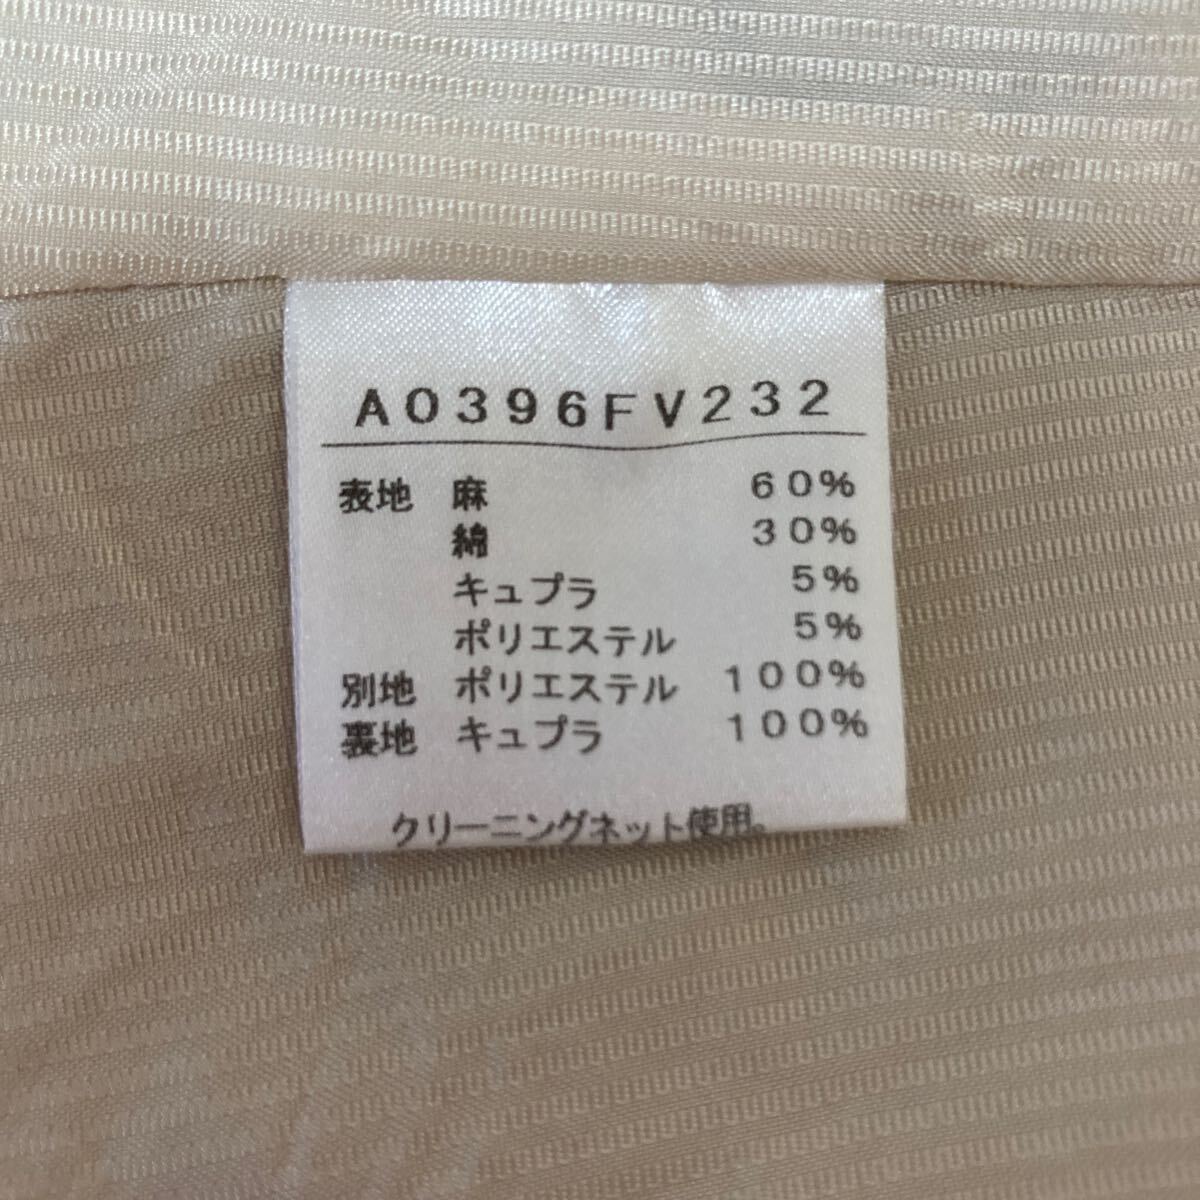 A0396FV232
表地 麻 60%
綿 30%
キュプラ 5%
ポリエステル 5%
別地 ポリエステル 100%
裏地 キュプラ 100%
クリーニングネット使用。